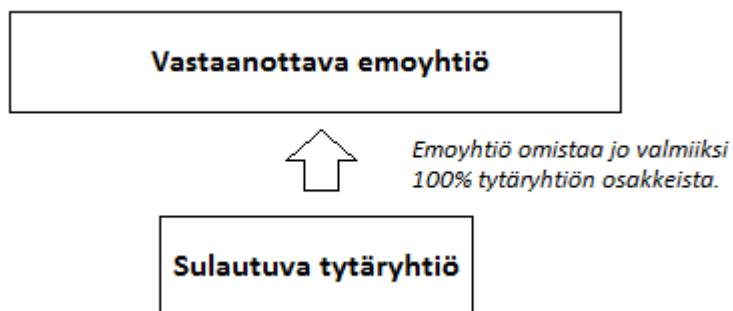 Vastaanottava emoyhtiö
Emoyhtiö omistaa jo valmiiksi
100% tytäryhtiön osakkeista.
Sulautuva tytäryhtiö